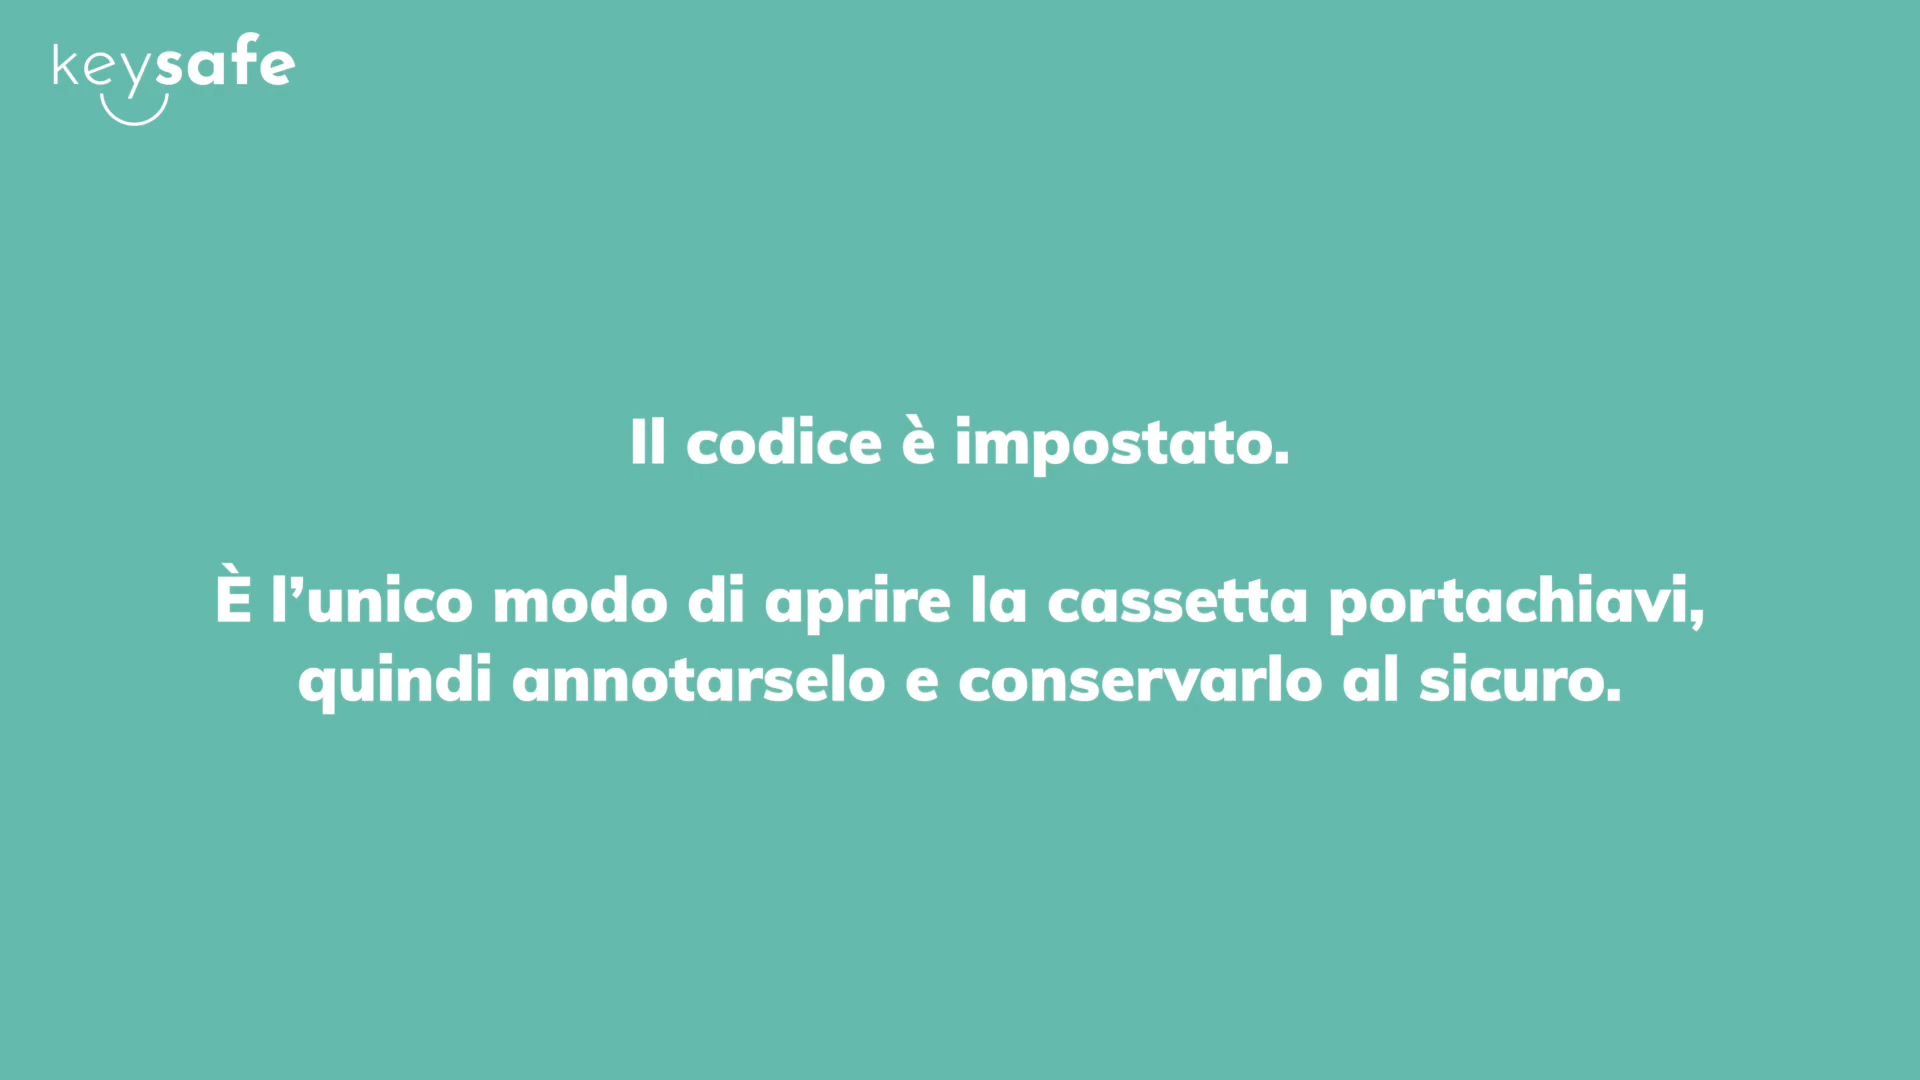 keysafe
Il codice è impostato.
È l’unico modo di aprire la cassetta portachiavi,
quindi annotarselo e conservarlo al sicuro.